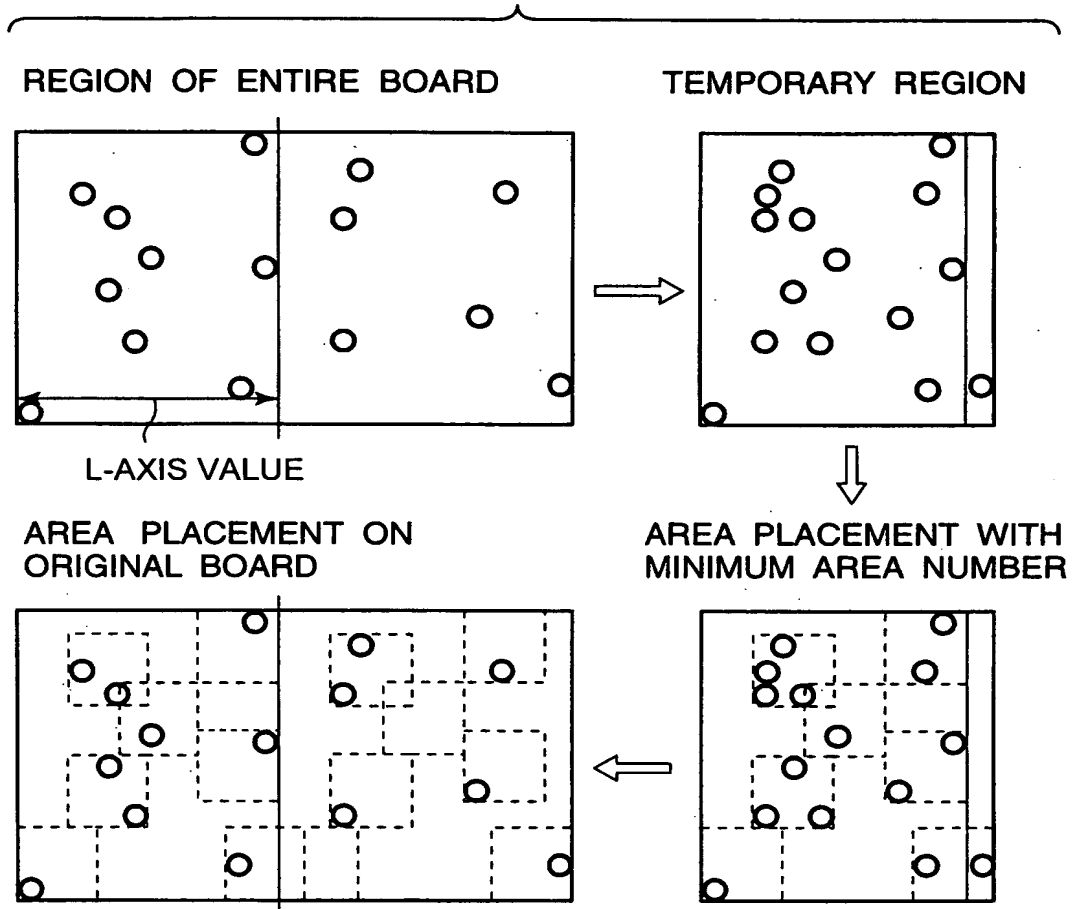 REGION OF ENTIRE BOARD
TEMPORARY REGION
L-AXIS VALUE
AREA PLACEMENT ON
ORIGINAL BOARD
AREA PLACEMENT WITH
MINIMUM AREA NUMBER